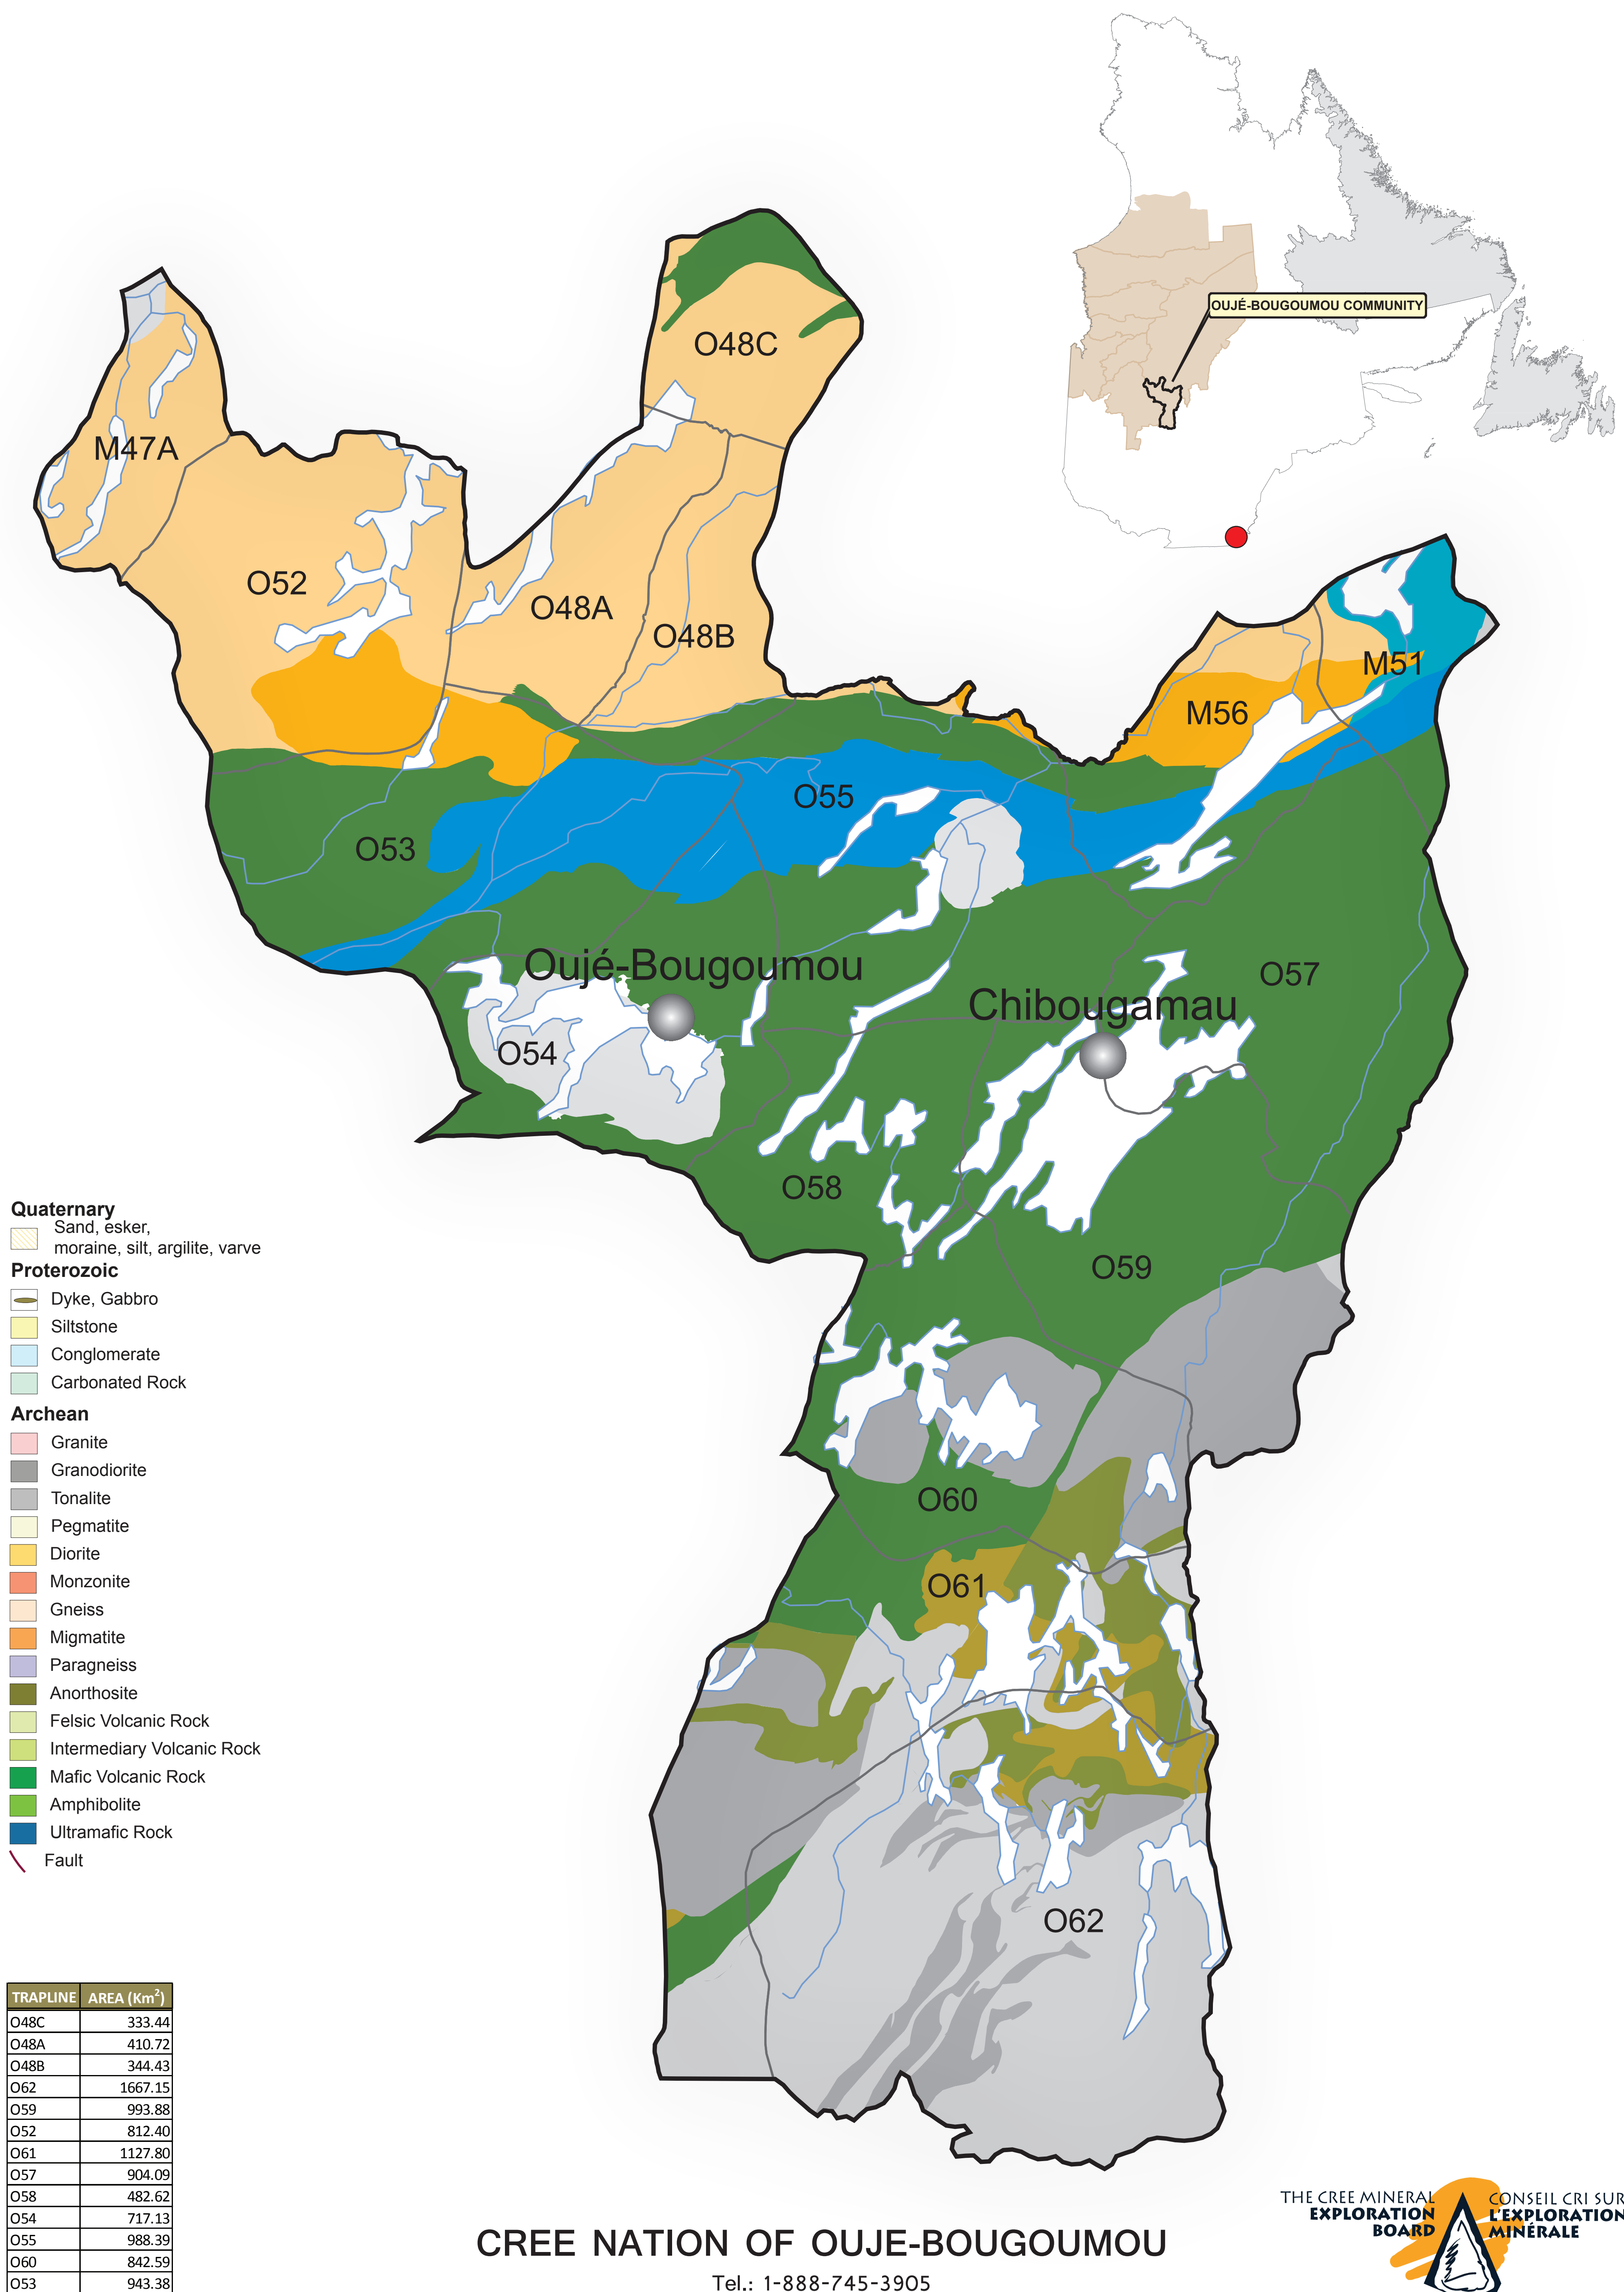 OUJÉ-BOUGOUMOU COMMUNITY
O48C
M47A
O52
O48A
O48B
M51
M56
O55
O53
Oujé-Bougoumou
O57
Chibougamau
O54
O58
O59
O60
O61
O62
Quaternary
Sand, esker,
moraine, silt, argilite, varve
Proterozoic
Dyke, Gabbro
Siltstone
Conglomerate
Carbonated Rock
Archean
Granite
Granodiorite
Tonalite
Pegmatite
Diorite
Monzonite
Gneiss
Migmatite
Paragneiss
Anorthosite
Felsic Volcanic Rock
Intermediary Volcanic Rock
Mafic Volcanic Rock
Amphibolite
Ultramafic Rock
Fault
TRAPLINE AREA (Km²)
O48C 333.44
O48A 410.72
O48B 344.43
O62 1667.15
O59 993.88
O52 812.40
O61 1127.80
O57 904.09
O58 482.62
O54 717.13
O55 988.39
O60 842.59
O53 943.38
CREE NATION OF OUJE-BOUGOUMOU
Tel.: 1-888-745-3905
THE CREE MINERAL
EXPLORATION
BOARD
CONSEIL CRI SUR
L'EXPLORATION
MINÉRALE